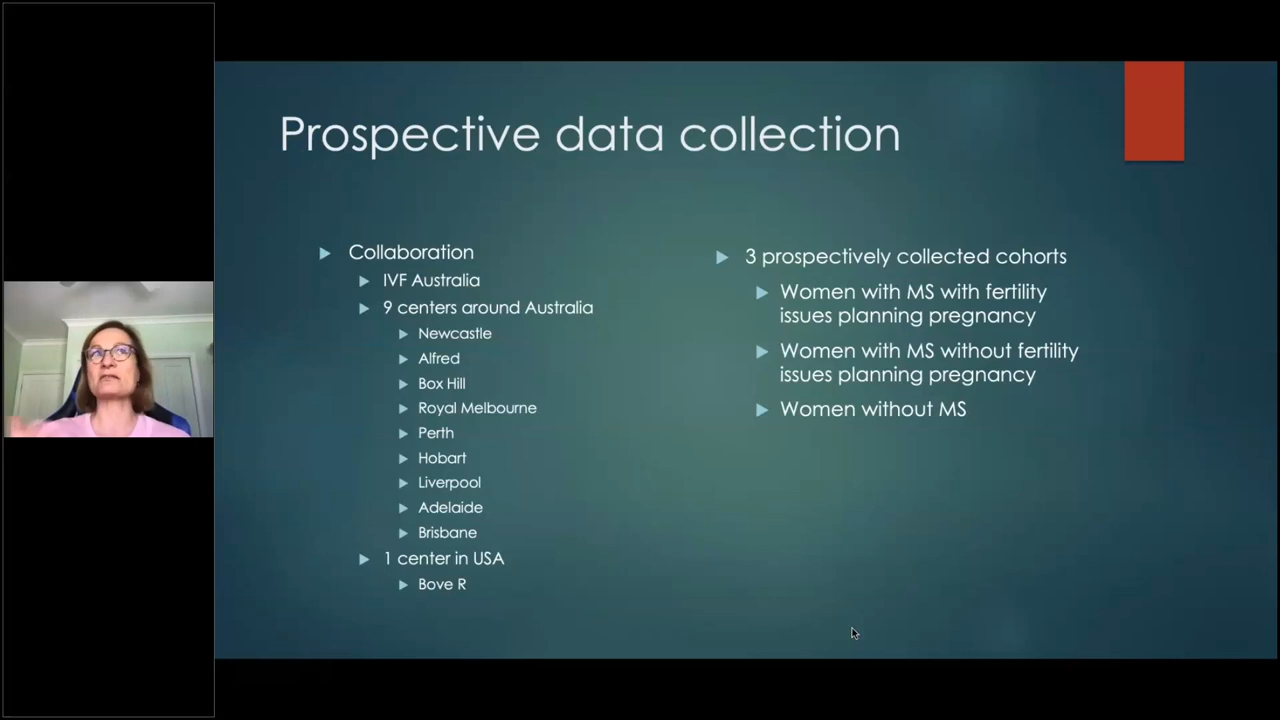 Prospective data collection
Collaboration
IVF Australia
9 centers around Australia
Newcastle
Alfred
Box Hill
Royal Melbourne
Perth
Hobart
Liverpool
Adelaide
Brisbane
1 center in USA
Bove R
3 prospectively collected cohorts
Women with MS with fertility
issues planning pregnancy
Women with MS without fertility
issues planning pregnancy
Women without MS